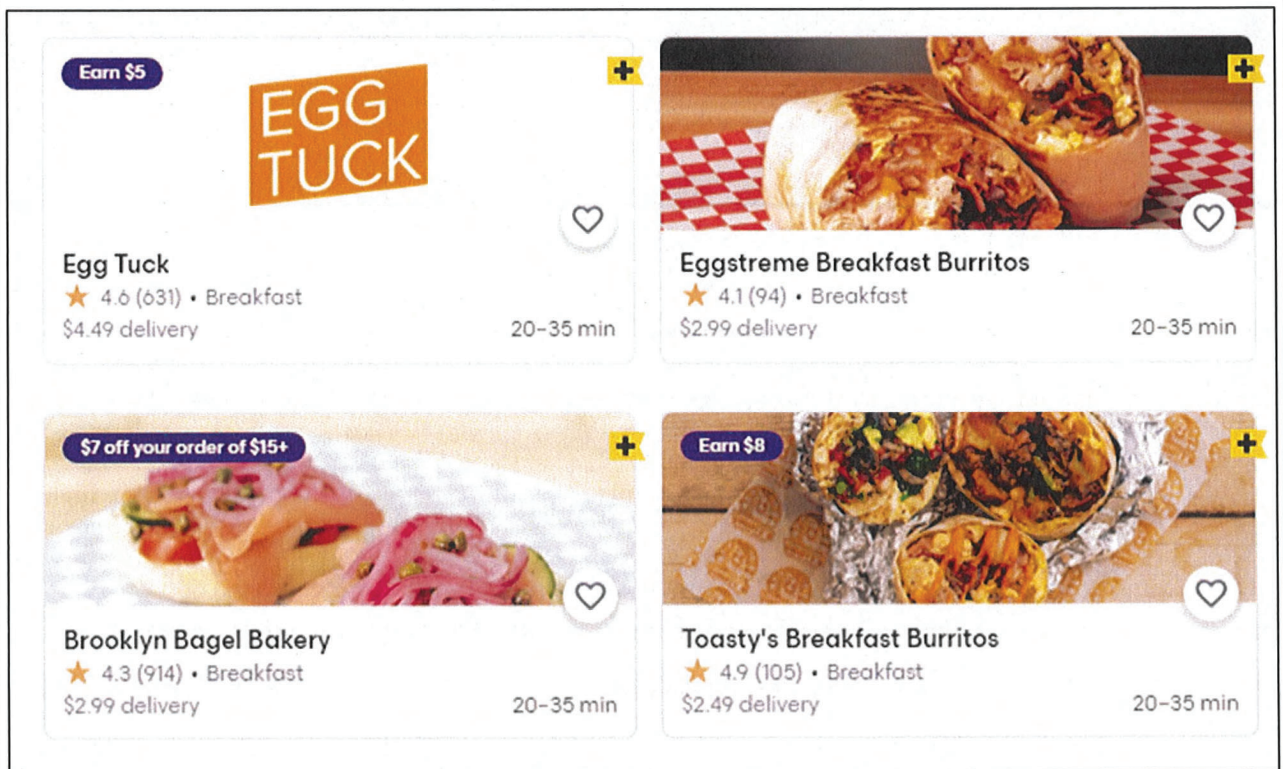 Earn $5
EGG
TUCK
Egg Tuck
4.6 (631) • Breakfast
$4.49 delivery
20–35 min
Eggstreme Breakfast Burritos
4.1 (94) • Breakfast
$2.99 delivery
20–35 min
$7 off your order of $15+
Brooklyn Bagel Bakery
4.3 (914) • Breakfast
$2.99 delivery
20–35 min
Earn $8
Toasty's Breakfast Burritos
4.9 (105) • Breakfast
$2.49 delivery
20–35 min